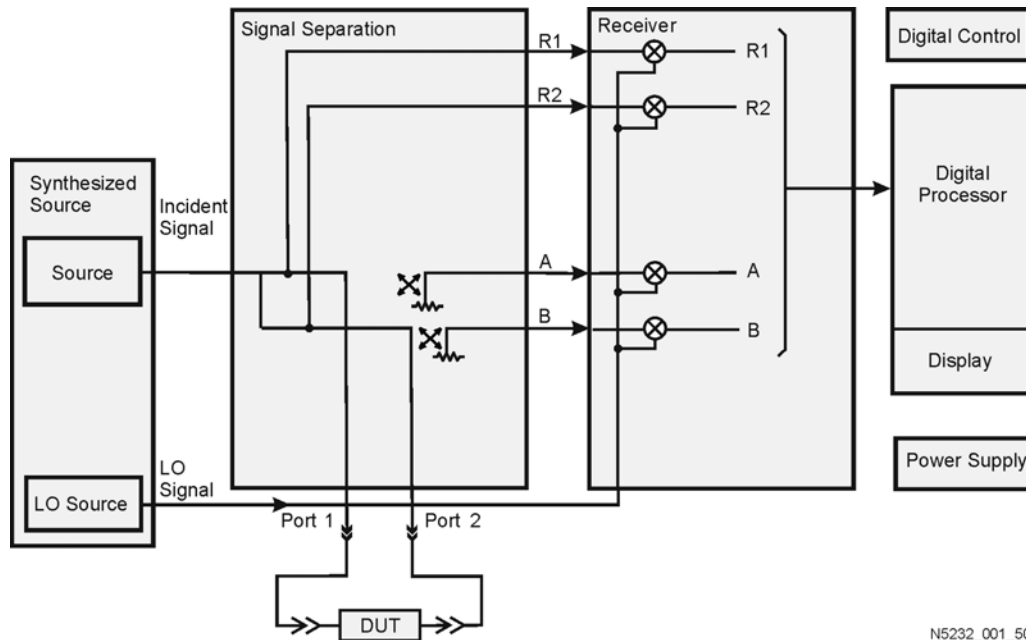 Signal Separation
Receiver
Digital Control
R1
R1
R2
R2
Synthesized
Source
Incident
Signal
Digital
Processor
Source
A
A
B
B
Display
LO
Signal
Power Supply
LO Source
Port 1
Port 2
DUT